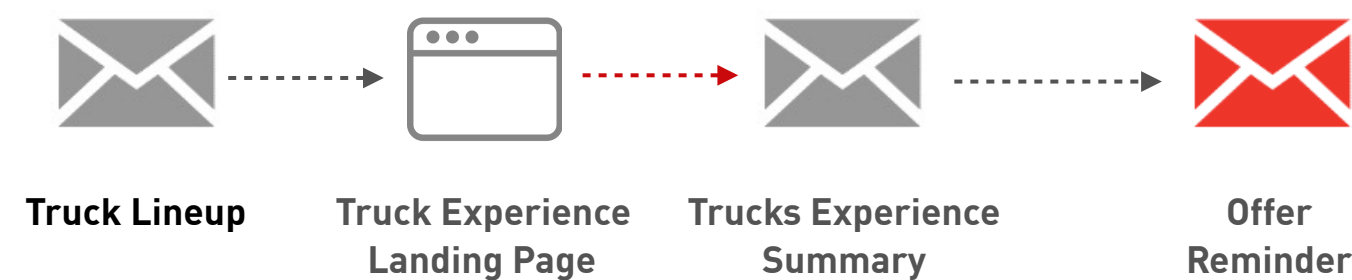 Truck Lineup
Truck Experience
Landing Page
Trucks Experience
Summary
Offer
Reminder